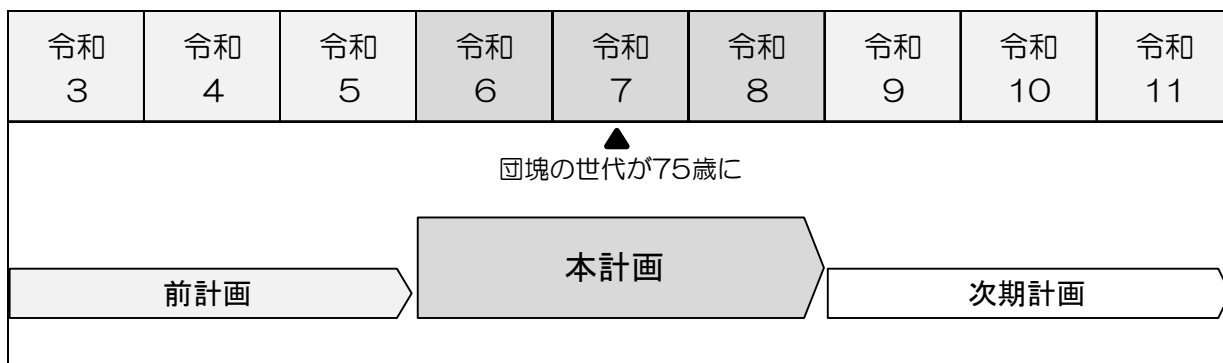 令和 令和 令和 令和 令和 令和 令和 令和 令和
3 4 5 6 7 8 9 10 11
団塊の世代が75歳に
本計画
前計画 次期計画